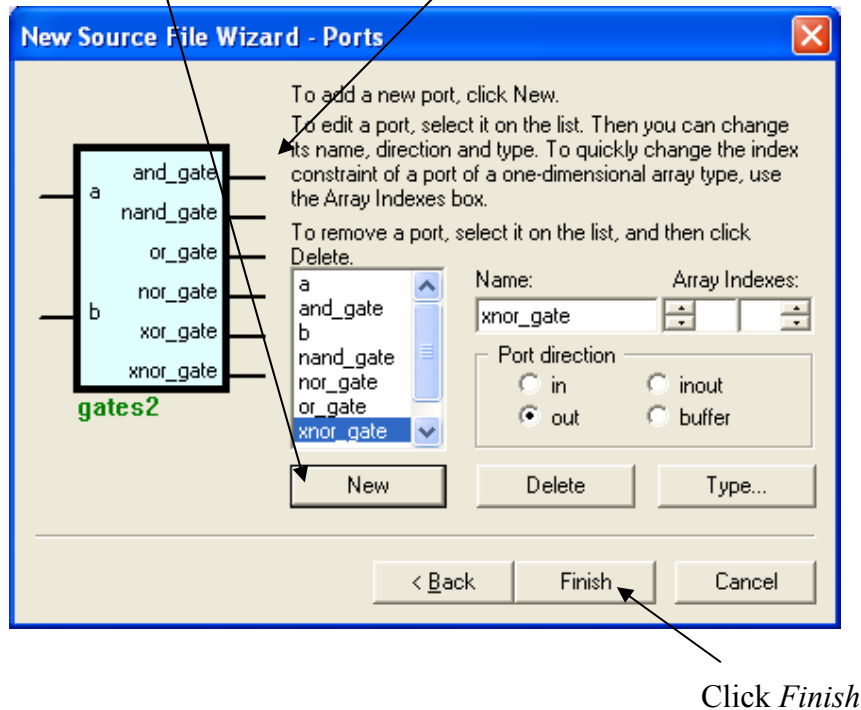 New Source File Wizard - Ports
To add a new port, click New.
To edit a port, select it on the list. Then you can change
its name, direction and type. To quickly change the index
constraint of a port of a one-dimensional array type, use
the Array Indexes box.
To remove a port, select it on the list, and then click
Delete.
a
b
and_gate
nand_gate
or_gate
nor_gate
xor_gate
xnor_gate
gates2
a
and_gate
b
nand_gate
nor_gate
or_gate
xnor_gate
Name:
Array Indexes:
xnor_gate
Port direction
in
inout
out
buffer
New
Delete
Type...
< Back
Finish
Cancel
Click Finish